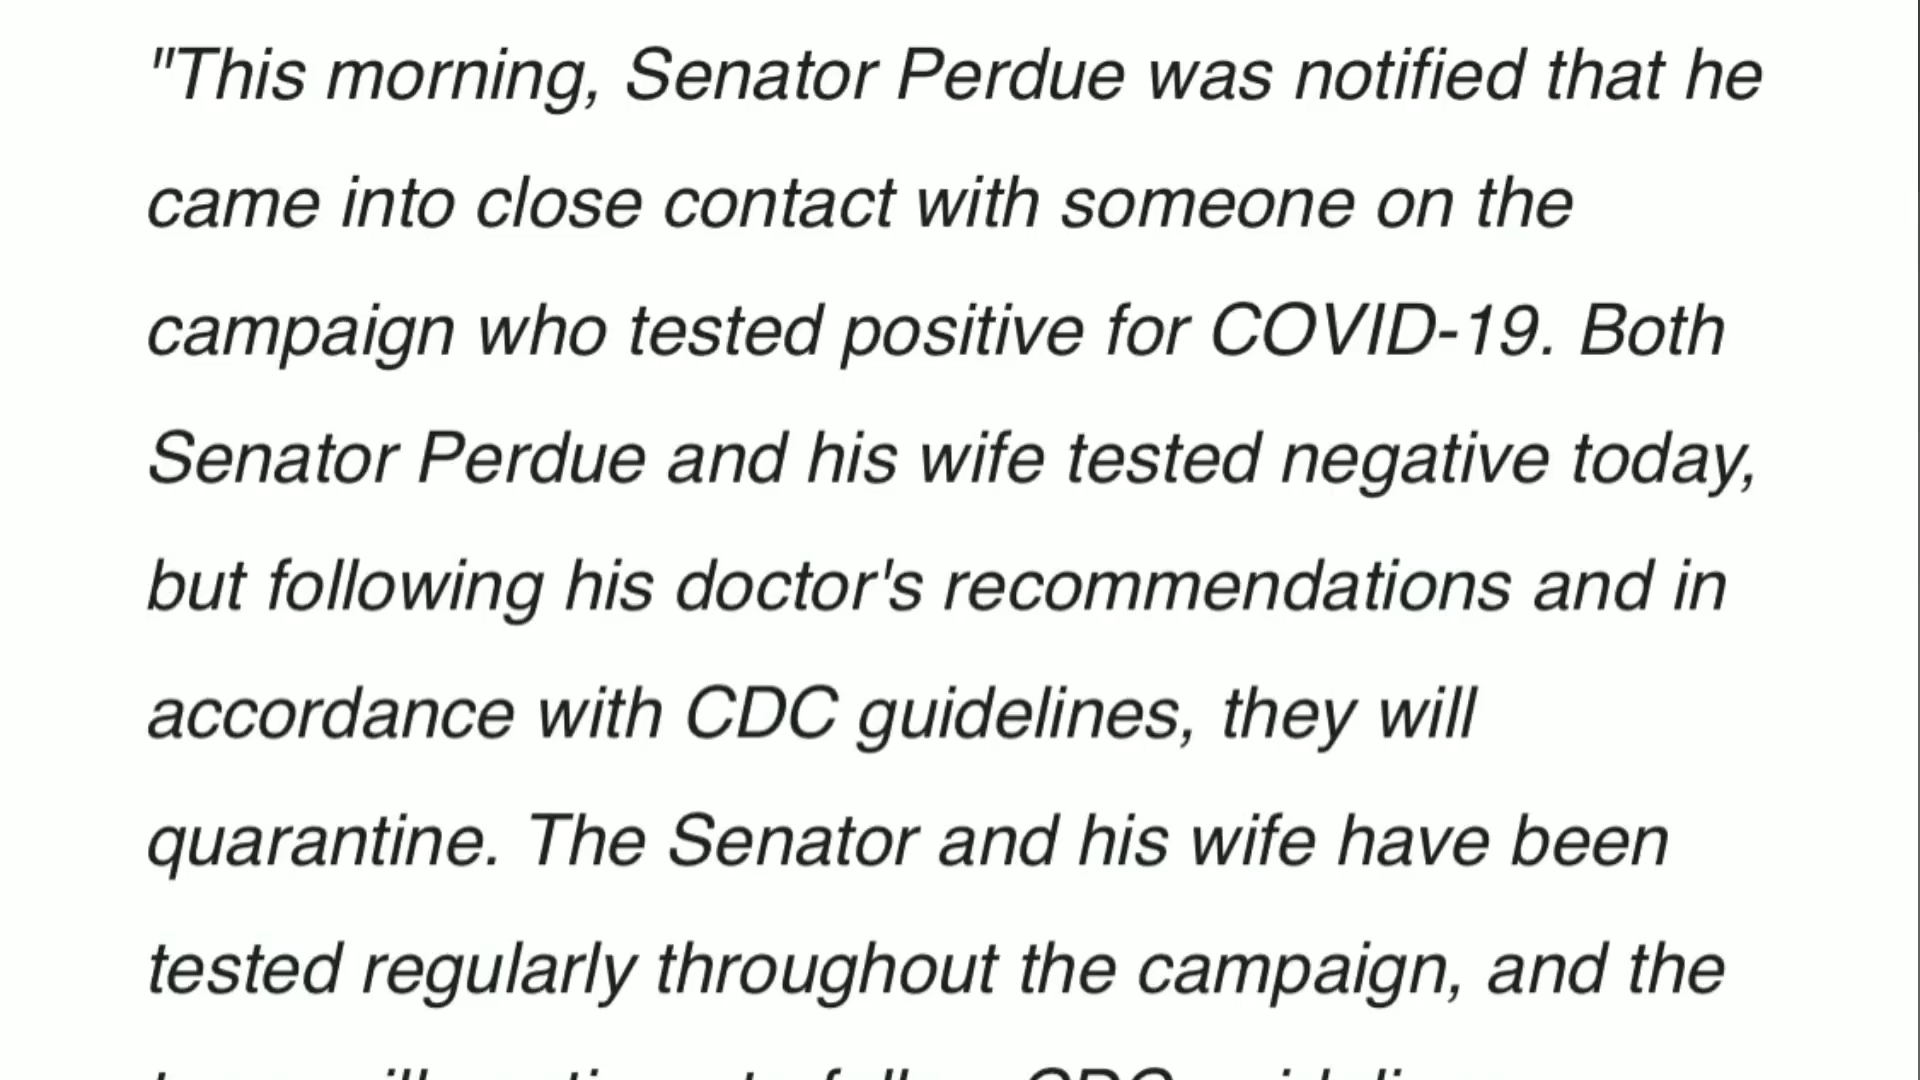 "This morning, Senator Perdue was notified that he
came into close contact with someone on the
campaign who tested positive for COVID-19. Both
Senator Perdue and his wife tested negative today,
but following his doctor's recommendations and in
accordance with CDC guidelines, they will
quarantine. The Senator and his wife have been
tested regularly throughout the campaign, and the